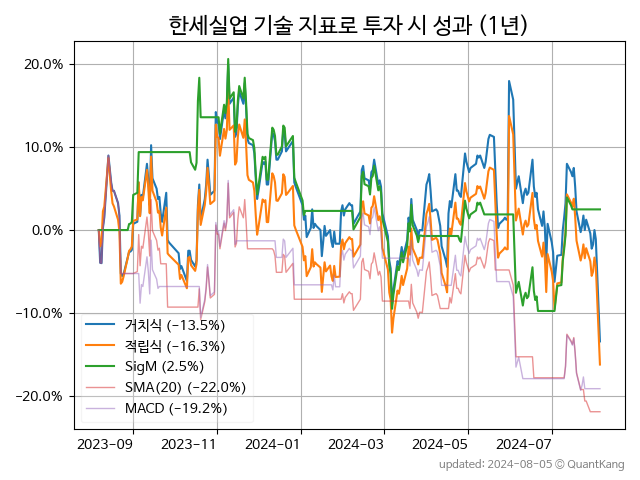 한세실업 기술 지표로 투자 시 성과 (1년)
20.0%
10.0%
0.0%
−10.0%
−20.0%
거치식 (−13.5%)
적립식 (−16.3%)
SigM (2.5%)
SMA(20) (−22.0%)
MACD (−19.2%)
2023-09 2023-11 2024-01 2024-03 2024-05 2024-07
updated: 2024-08-05 © QuantKang